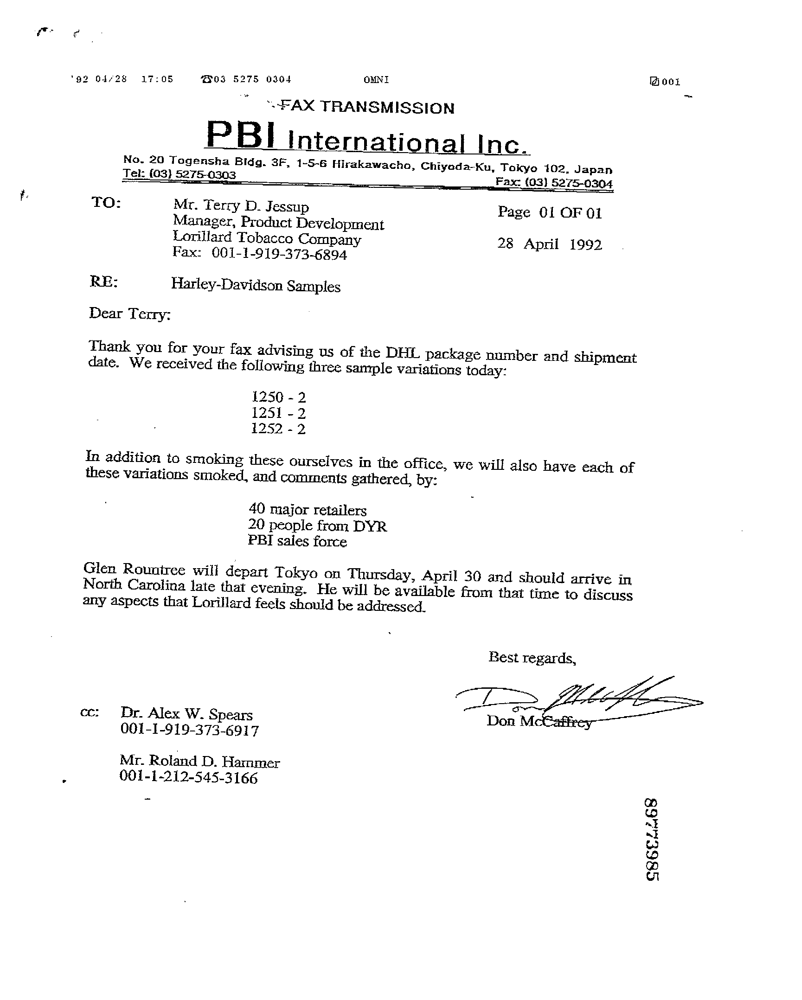 '92 04/28 17:05 ☎03 5275 0304 OMNI 001
FAX TRANSMISSION
PBI International Inc.
No. 20 Togensha Bldg. 3F, 1-5-6 Hirakawacho, Chiyoda-Ku, Tokyo 102, Japan
Tel: (03) 5275-0303 Fax: (03) 5275-0304
TO: Mr. Terry D. Jessup Page 01 OF 01
Manager, Product Development
Lorillard Tobacco Company 28 April 1992
Fax: 001-1-919-373-6894
RE: Harley-Davidson Samples
Dear Terry:
Thank you for your fax advising us of the DHL package number and shipment
date. We received the following three sample variations today:
1250 - 2
1251 - 2
1252 - 2
In addition to smoking these ourselves in the office, we will also have each of
these variations smoked, and comments gathered, by:
40 major retailers
20 people from DYR
PBI sales force
Glen Rountree will depart Tokyo on Thursday, April 30 and should arrive in
North Carolina late that evening. He will be available from that time to discuss
any aspects that Lorillard feels should be addressed.
Best regards,
Don McCaffrey
cc: Dr. Alex W. Spears
001-1-919-373-6917
Mr. Roland D. Hammer
001-1-212-545-3166
89773985